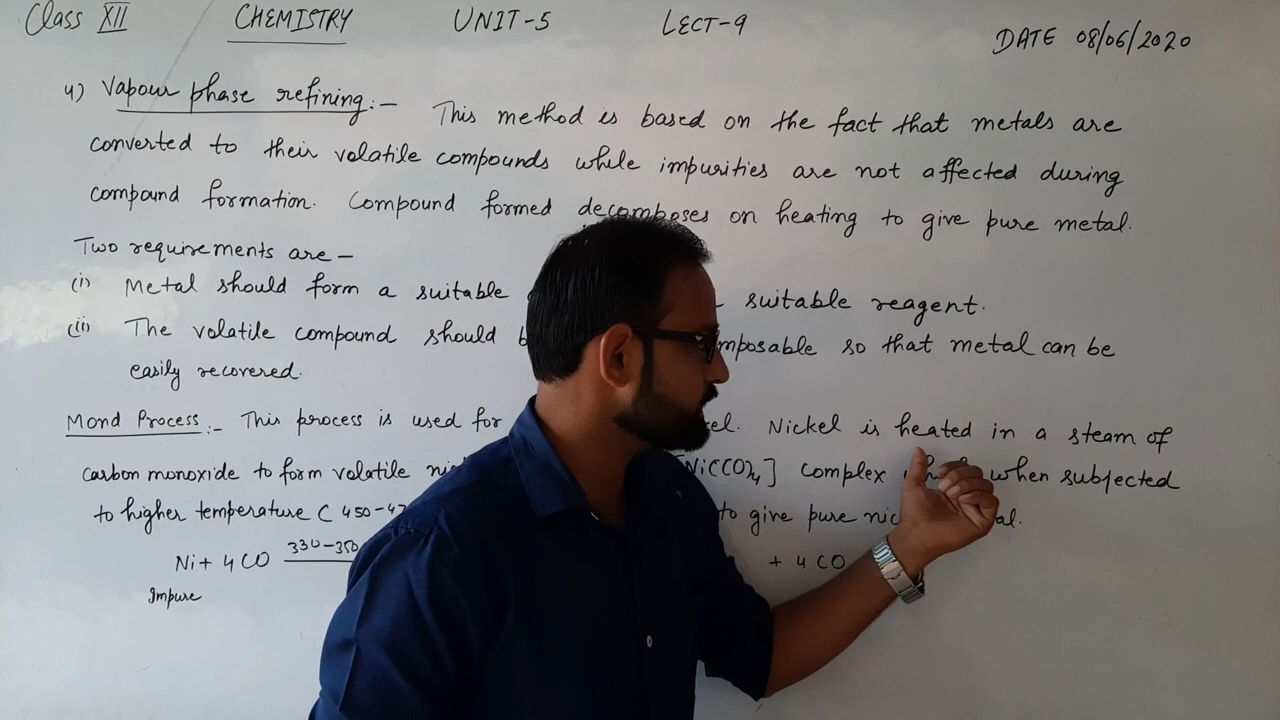 Class XII CHEMISTRY UNIT-5 LECT-9 DATE 08/06/2020
4) Vapour phase refining:- This method is based on the fact that metals are
converted to their volatile compounds while impurities are not affected during
compound formation. Compound formed decomposes on heating to give pure metal.
Two requirements are -
(i) Metal should form a suitable suitable reagent.
(ii) The volatile compound should mposable so that metal can be
easily recovered.
Mond Process:- This process is used for el. Nickel is heated in a steam of
carbon monoxide to form volatile Ni(CO)4] complex when subjected
to higher temperature ( 450-47 to give pure al.
Ni + 4 CO 330-350 + 4 CO
Impure